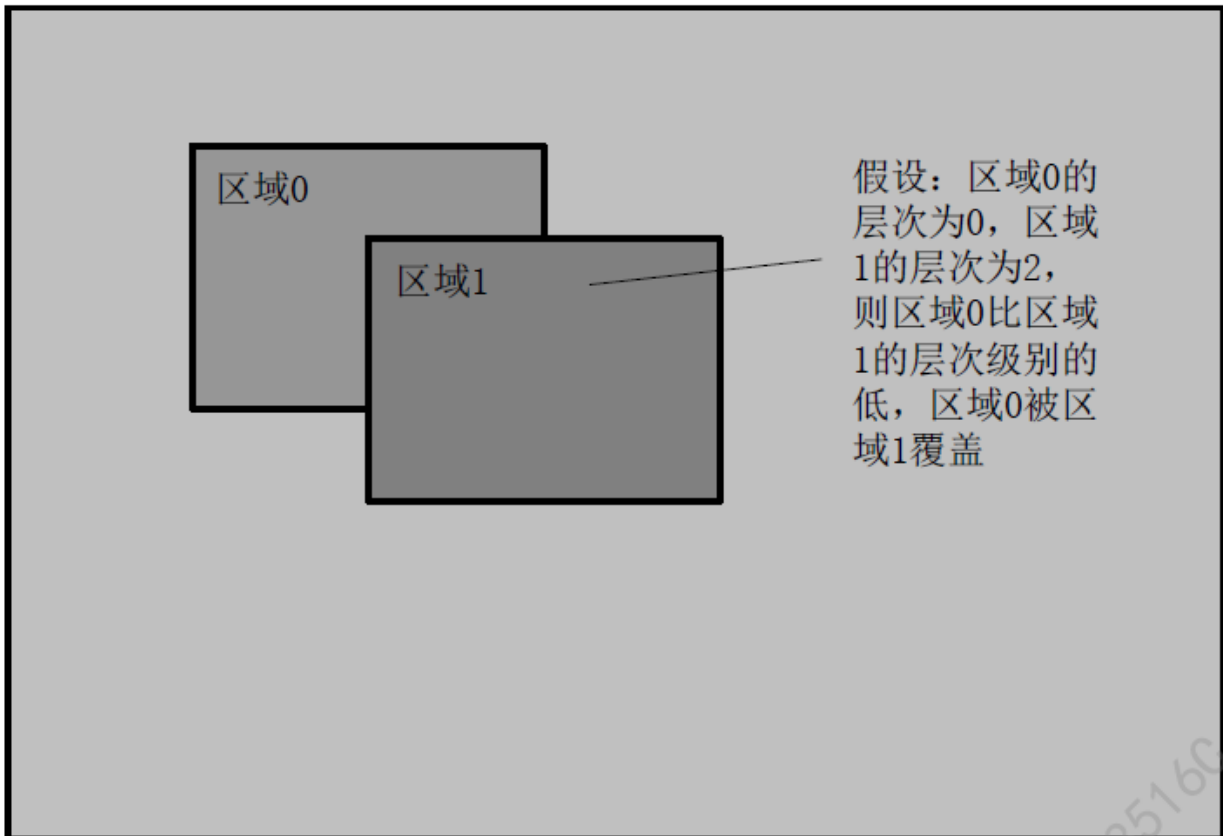 区域0
区域1
假设：区域0的
层次为0，区域
1的层次为2，
则区域0比区域
1的层次级别的
低，区域0被区
域1覆盖
3516C